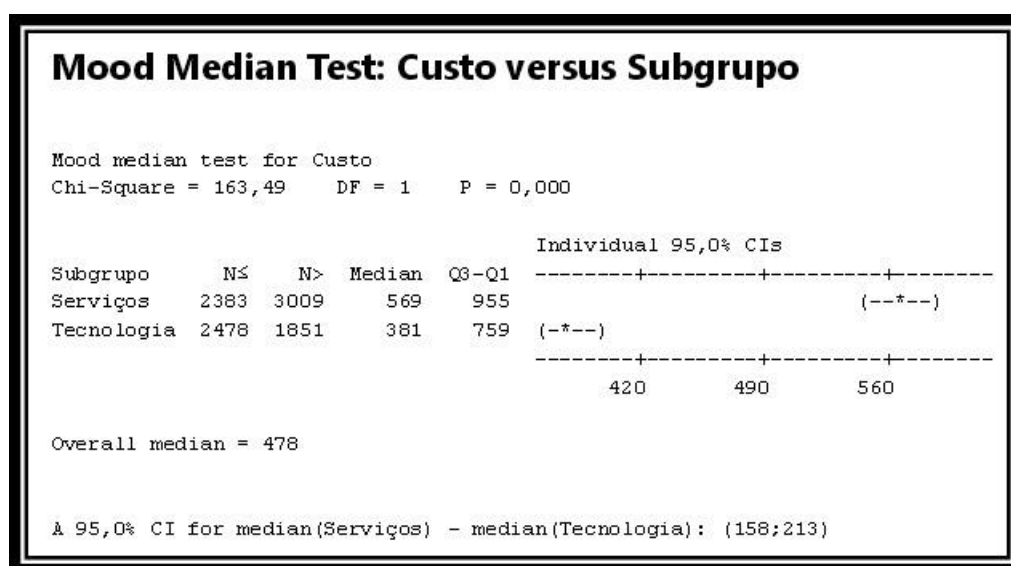 Mood Median Test: Custo versus Subgrupo
Mood median test for Custo
Chi-Square = 163,49    DF = 1    P = 0,000
Individual 95,0% CIs
Subgrupo      N≤    N>  Median  Q3-Q1  --------+---------+---------+--------
Serviços    2383  3009     569    955                            (--*--)
Tecnologia  2478  1851     381    759  (-*--)
--------+---------+---------+--------
420       490       560
Overall median = 478
A 95,0% CI for median(Serviços) - median(Tecnologia): (158;213)